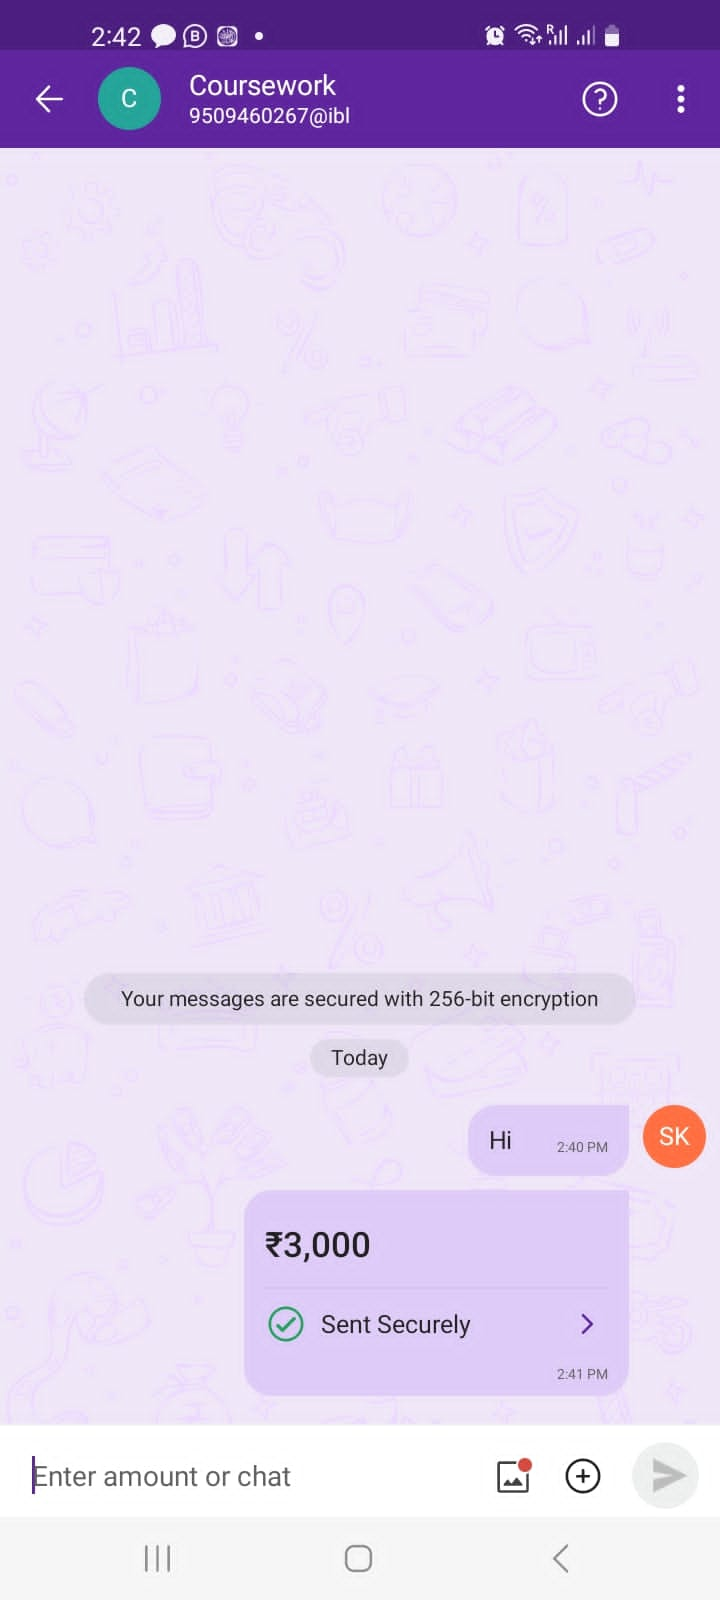 2:42
C
Coursework
9509460267@ibl
Your messages are secured with 256-bit encryption
Today
Hi
2:40 PM
SK
₹3,000
Sent Securely
2:41 PM
Enter amount or chat